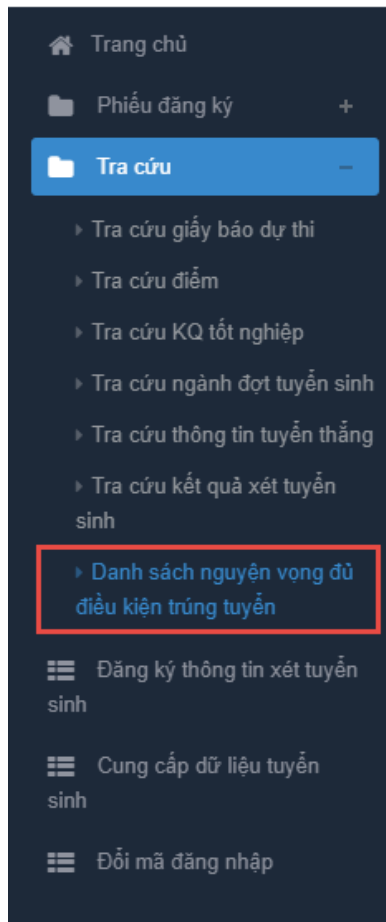 Trang chủ
Phiếu đăng ký +
Tra cứu −
Tra cứu giấy báo dự thi
Tra cứu điểm
Tra cứu KQ tốt nghiệp
Tra cứu ngành đợt tuyển sinh
Tra cứu thông tin tuyển thẳng
Tra cứu kết quả xét tuyển
sinh
Danh sách nguyện vọng đủ
điều kiện trúng tuyển
Đăng ký thông tin xét tuyển
sinh
Cung cấp dữ liệu tuyển
sinh
Đổi mã đăng nhập